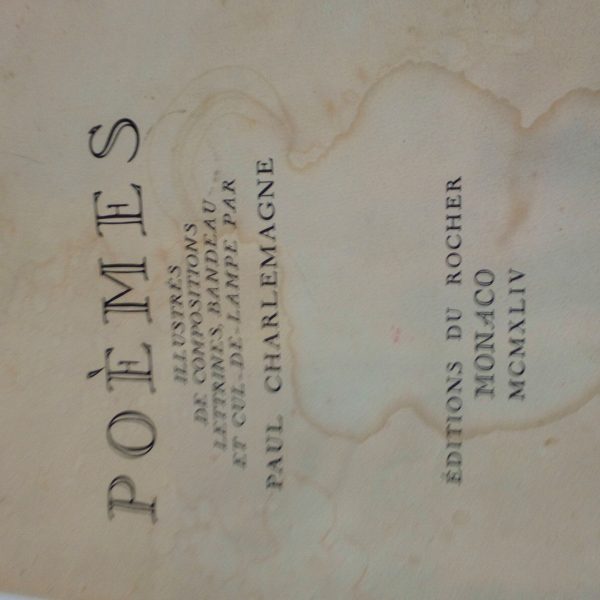 POÈMES
ILLUSTRÉS
DE COMPOSITIONS
LETTRINES, BANDEAU
ET CUL-DE-LAMPE PAR
PAUL CHARLEMAGNE
ÉDITIONS DU ROCHER
MONACO
MCMXLIV